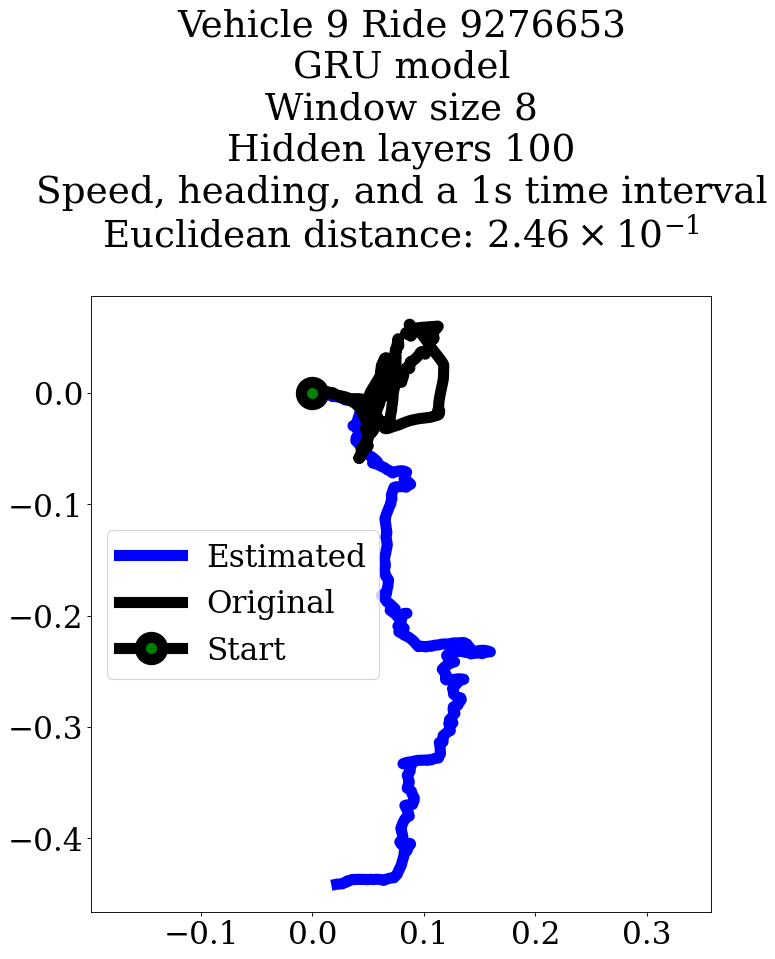 Vehicle 9 Ride 9276653
GRU model
Window size 8
Hidden layers 100
Speed, heading, and a 1s time interval
Euclidean distance: 2.46 × 10⁻¹
0.0
−0.1
−0.2
−0.3
−0.4
Estimated
Original
Start
−0.1 0.0 0.1 0.2 0.3